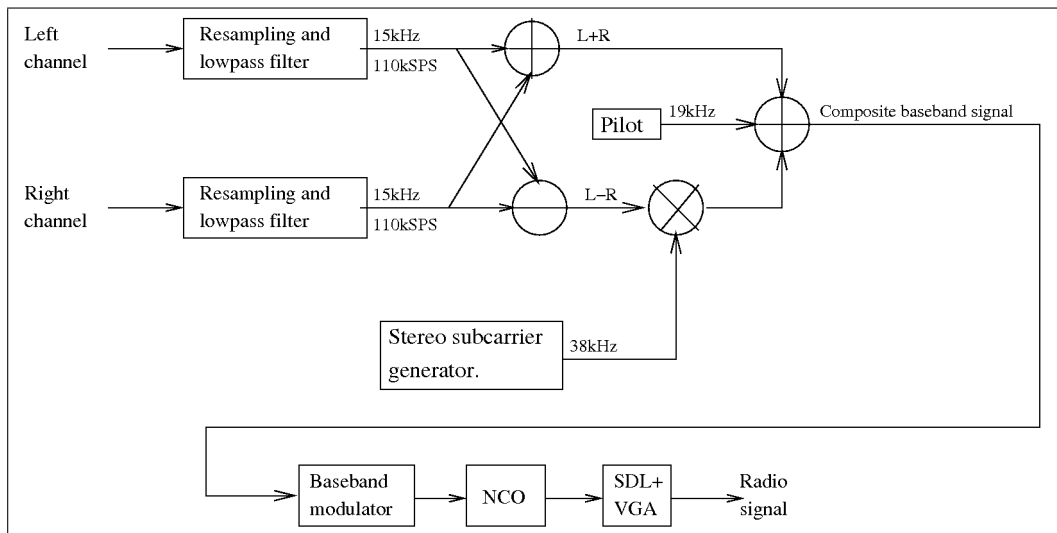 Left
channel
Resampling and
lowpass filter
15kHz
110kSPS
L+R
Pilot
19kHz
Composite baseband signal
Right
channel
Resampling and
lowpass filter
15kHz
110kSPS
L−R
Stereo subcarrier
generator.
38kHz
Baseband
modulator
NCO
SDL+
VGA
Radio
signal